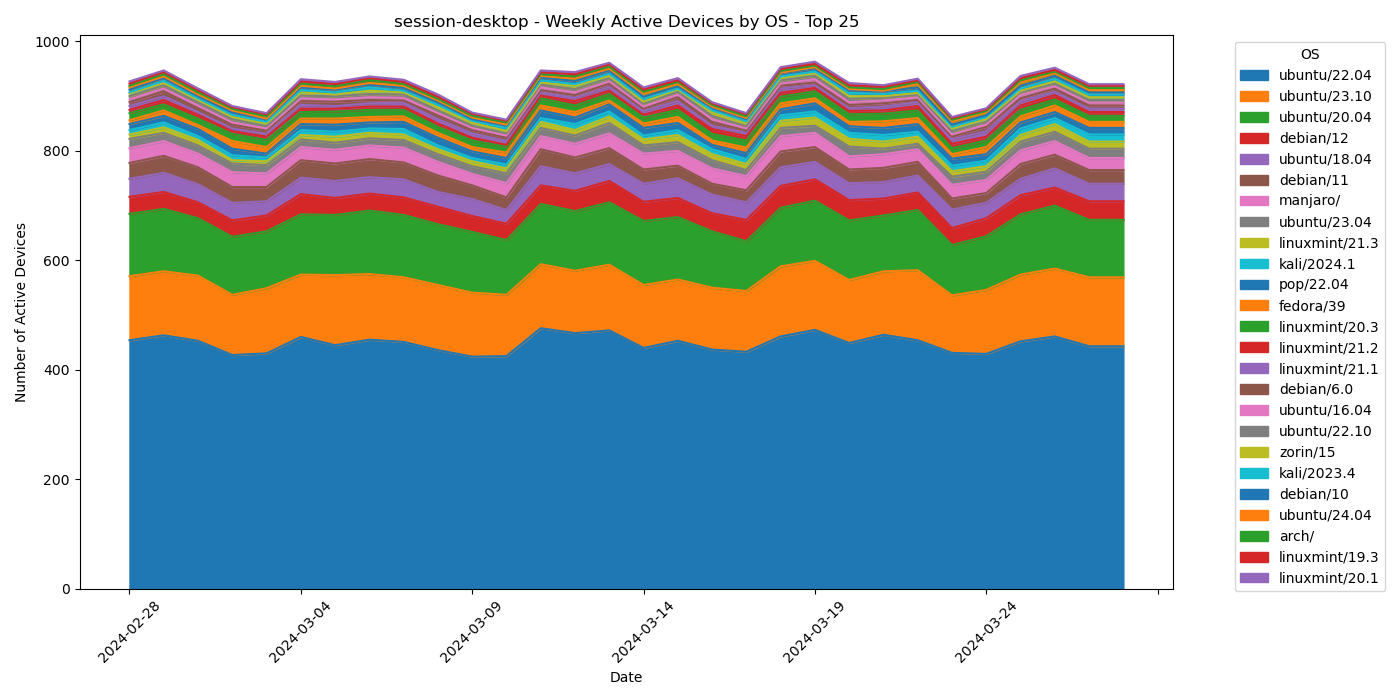 session-desktop - Weekly Active Devices by OS - Top 25
1000
800
600
400
200
0
Number of Active Devices
2024-02-28
2024-03-04
2024-03-09
2024-03-14
2024-03-19
2024-03-24
Date
OS
ubuntu/22.04
ubuntu/23.10
ubuntu/20.04
debian/12
ubuntu/18.04
debian/11
manjaro/
ubuntu/23.04
linuxmint/21.3
kali/2024.1
pop/22.04
fedora/39
linuxmint/20.3
linuxmint/21.2
linuxmint/21.1
debian/6.0
ubuntu/16.04
ubuntu/22.10
zorin/15
kali/2023.4
debian/10
ubuntu/24.04
arch/
linuxmint/19.3
linuxmint/20.1